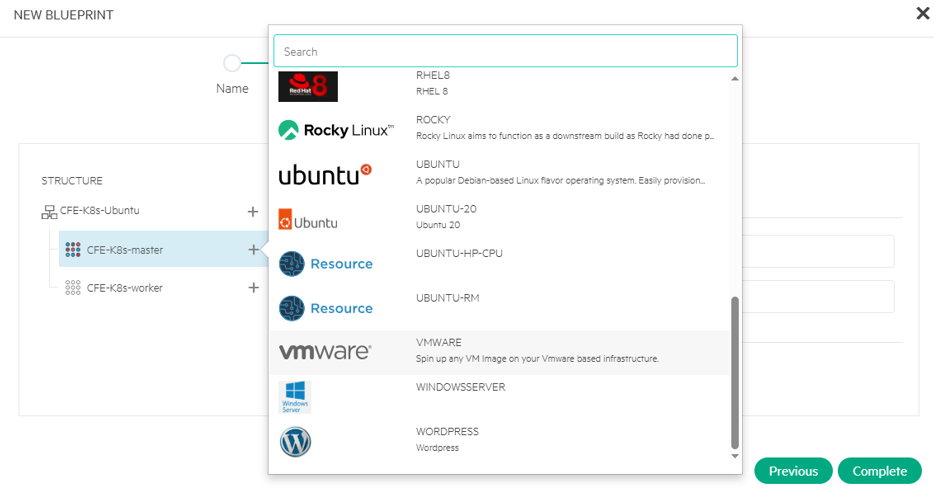 NEW BLUEPRINT
Search
Name
Red Hat 8
RHEL8
RHEL 8
Rocky Linux™
ROCKY
Rocky Linux aims to function as a downstream build as Rocky had done p...
ubuntu
UBUNTU
A popular Debian-based Linux flavor operating system. Easily provision...
Ubuntu
UBUNTU-20
Ubuntu 20
Resource
UBUNTU-HP-CPU
Resource
UBUNTU-RM
vmware®
VMWARE
Spin up any VM Image on your Vmware based infrastructure.
Windows
Server
WINDOWSSERVER
WORDPRESS
Wordpress
STRUCTURE
CFE-K8s-Ubuntu
CFE-K8s-master
CFE-K8s-worker
Previous
Complete